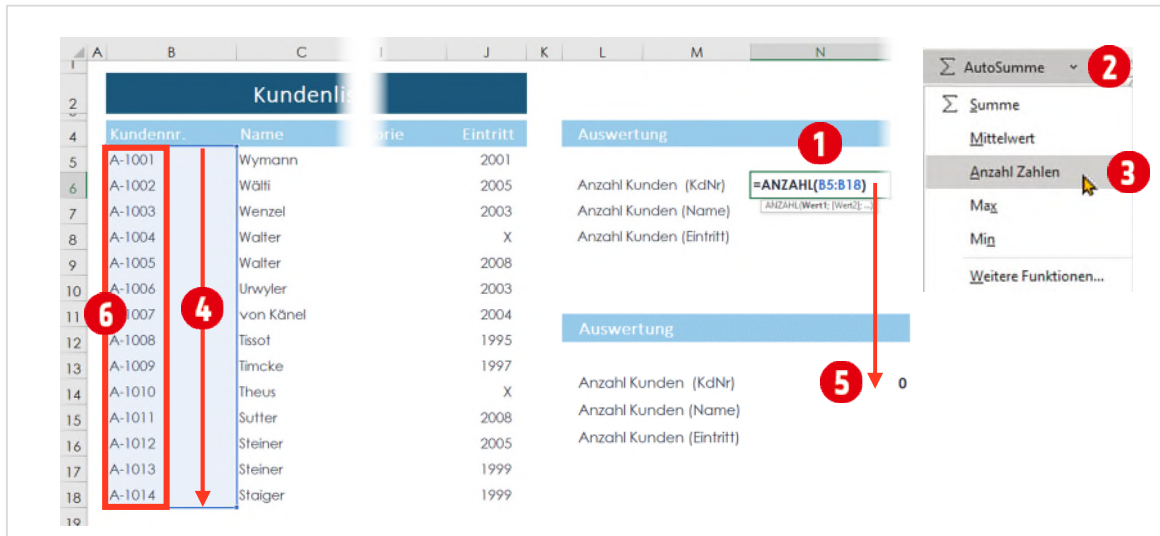 A B C J K L M N
2 Kundenlis
4 Kundennr. Name orie Eintritt Auswertung
5 A-1001 Wymann 2001
6 A-1002 Wälti 2005 Anzahl Kunden (KdNr) =ANZAHL(B5:B18)
ANZAHL(Wert1; [Wert2]; ...)
7 A-1003 Wenzel 2003 Anzahl Kunden (Name)
8 A-1004 Walter X Anzahl Kunden (Eintritt)
9 A-1005 Walter 2008
10 A-1006 Urwyler 2003
11 1007 von Känel 2004
12 A-1008 Tissot 1995
13 A-1009 Timcke 1997
14 A-1010 Theus X
15 A-1011 Sutter 2008
16 A-1012 Steiner 2005
17 A-1013 Steiner 1999
18 A-1014 Staiger 1999
19
6
4
1
Auswertung
Anzahl Kunden (KdNr) 5 0
Anzahl Kunden (Name)
Anzahl Kunden (Eintritt)
∑ AutoSumme 2
∑ Summe
Mittelwert
Anzahl Zahlen 3
Max
Min
Weitere Funktionen...